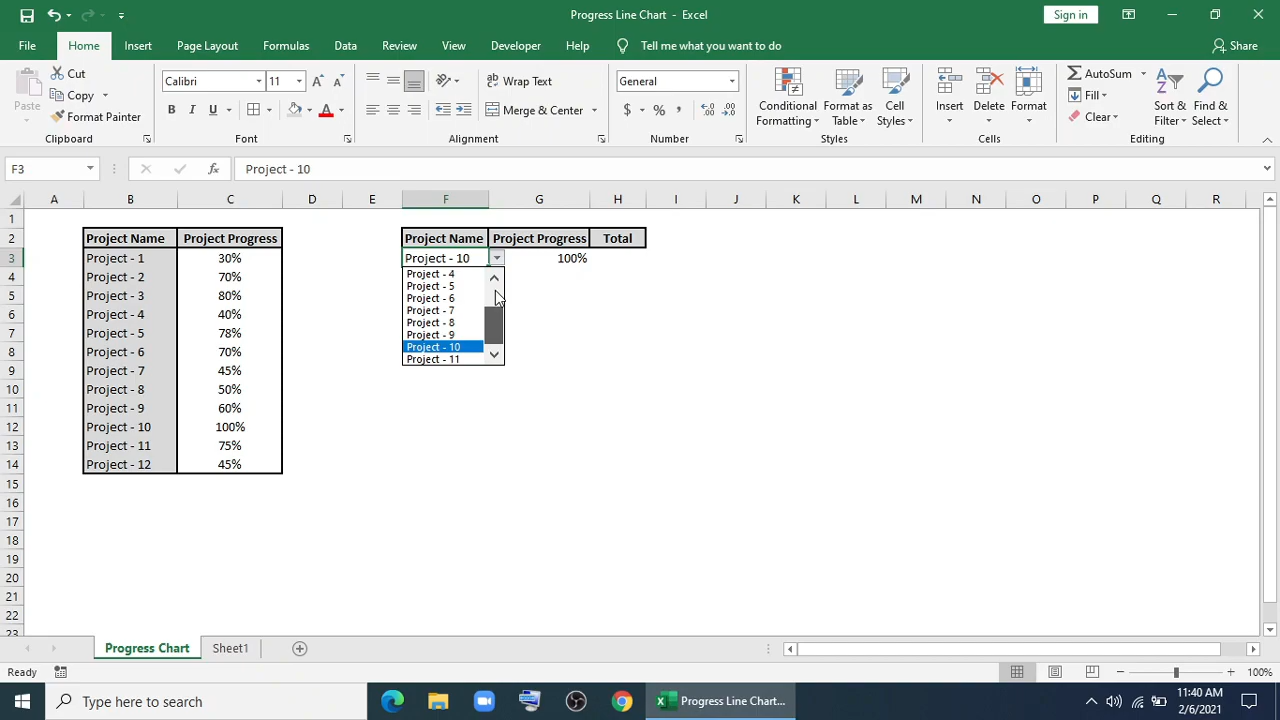 Progress Line Chart - Excel
Sign in
File Home Insert Page Layout Formulas Data Review View Developer Help Tell me what you want to do Share
Paste
Cut
Copy
Format Painter
Clipboard
Calibri 11
B I U
Font
Wrap Text
Merge & Center
Alignment
General
$ % ,
Number
Conditional Formatting
Format as Table
Cell Styles
Styles
Insert Delete Format
Cells
AutoSum
Fill
Clear
Sort & Filter
Find & Select
Editing
F3 fx Project - 10
A B C D E F G H I J K L M N O P Q R
1
2 Project Name Project Progress Project Name Project Progress Total
3 Project - 1 30% Project - 10 100%
4 Project - 2 70%
5 Project - 3 80%
6 Project - 4 40%
7 Project - 5 78%
8 Project - 6 70%
9 Project - 7 45%
10 Project - 8 50%
11 Project - 9 60%
12 Project - 10 100%
13 Project - 11 75%
14 Project - 12 45%
15
16
17
18
19
20
21
22
23
Project - 4
Project - 5
Project - 6
Project - 7
Project - 8
Project - 9
Project - 10
Project - 11
Progress Chart Sheet1
Ready
100%
Type here to search
Progress Line Chart...
11:40 AM
2/6/2021